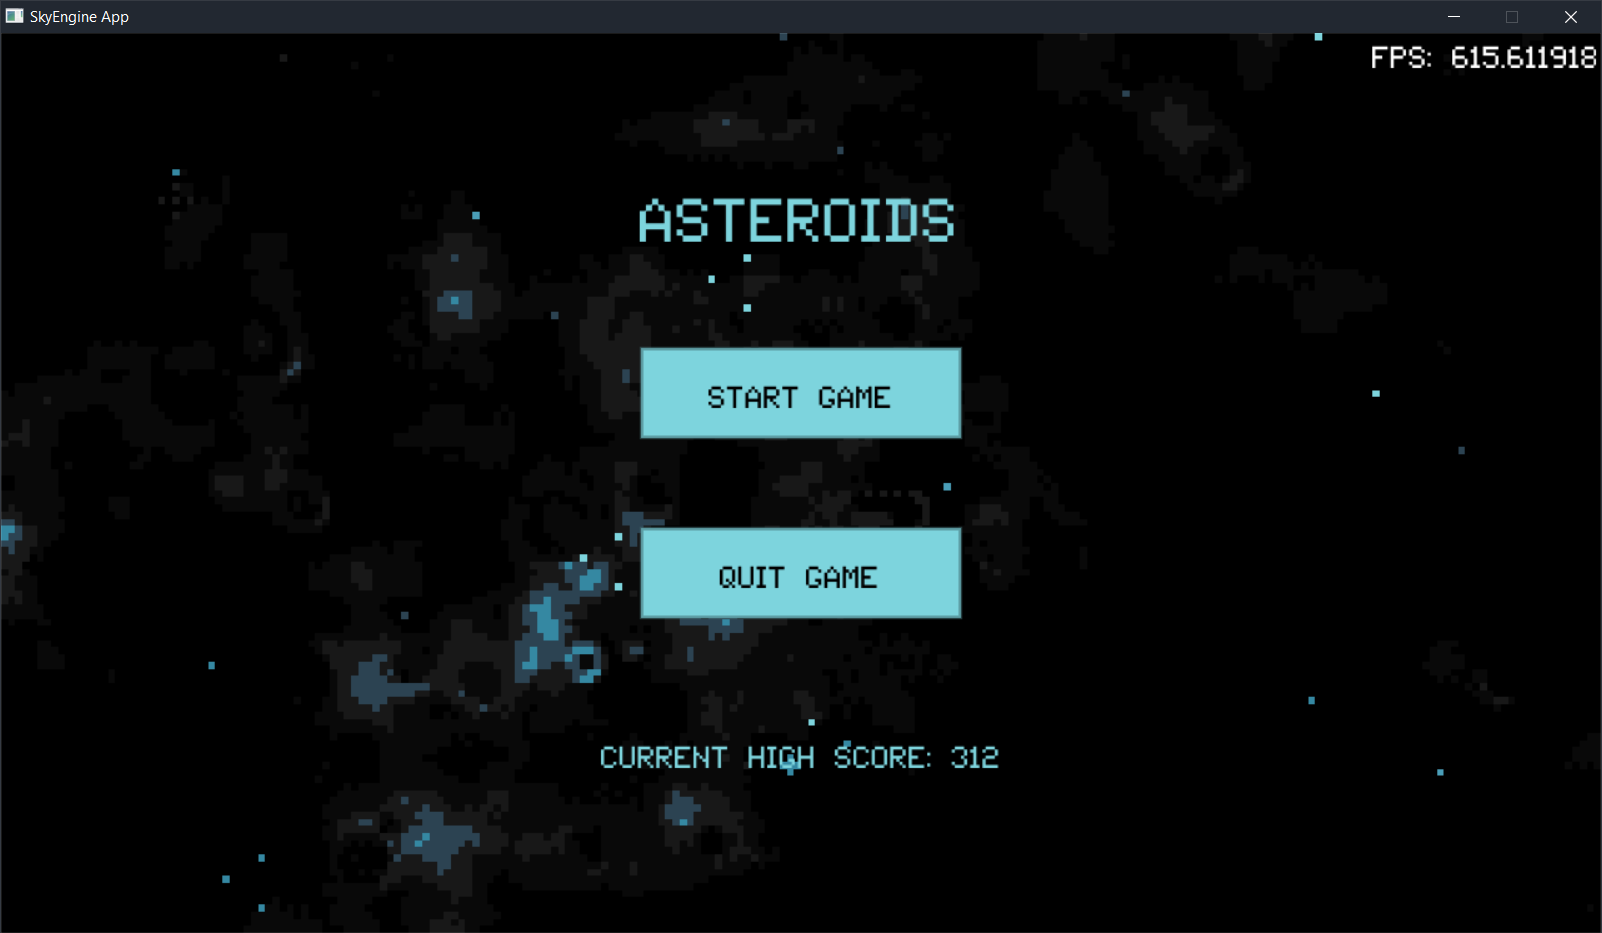 SkyEngine App
FPS: 615.611918
ASTEROIDS
START GAME
QUIT GAME
CURRENT HIGH SCORE: 312